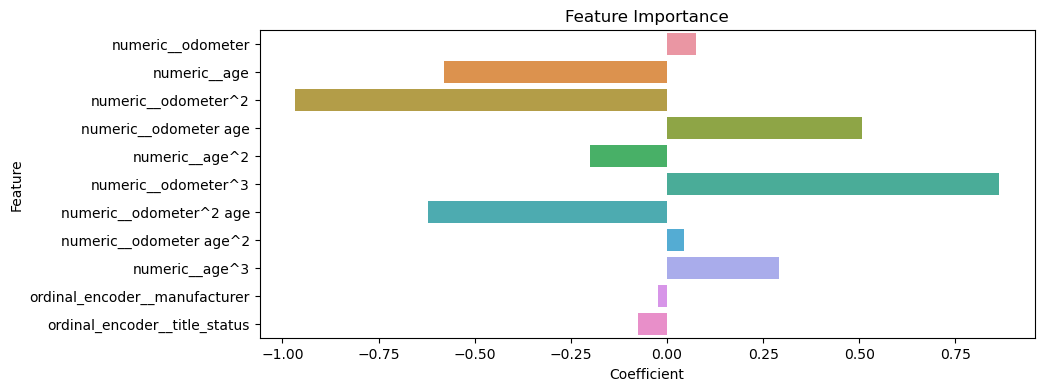 Feature Importance
Feature
numeric__odometer
numeric__age
numeric__odometer^2
numeric__odometer age
numeric__age^2
numeric__odometer^3
numeric__odometer^2 age
numeric__odometer age^2
numeric__age^3
ordinal_encoder__manufacturer
ordinal_encoder__title_status
−1.00 −0.75 −0.50 −0.25 0.00 0.25 0.50 0.75
Coefficient